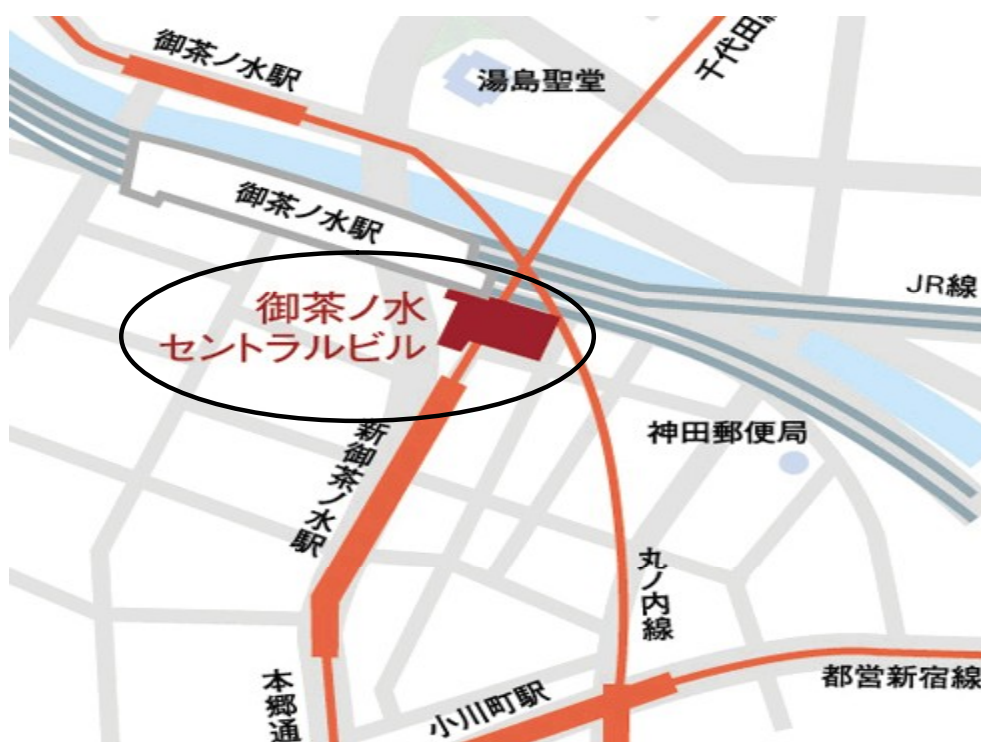 御茶ノ水駅
千代田線
湯島聖堂
御茶ノ水駅
JR線
御茶ノ水
セントラルビル
新御茶ノ水駅
神田郵便局
丸ノ内線
都営新宿線
小川町駅
本郷通